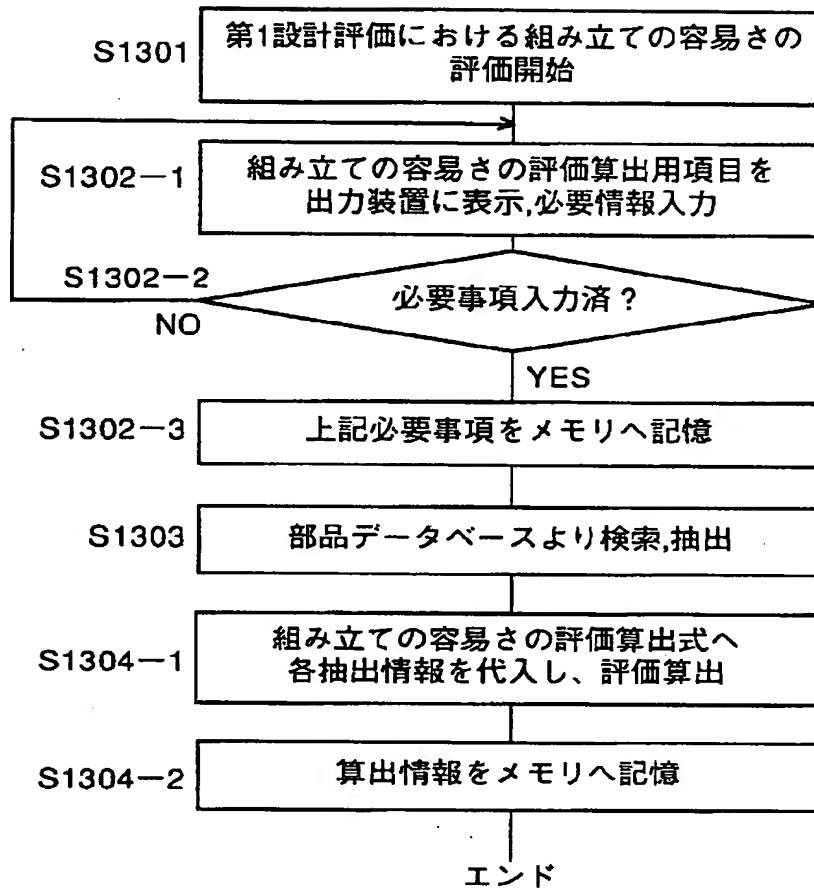 S1301
第1設計評価における組み立ての容易さの
評価開始
S1302−1
組み立ての容易さの評価算出用項目を
出力装置に表示,必要情報入力
S1302−2
必要事項入力済?
NO
YES
S1302−3
上記必要事項をメモリへ記憶
S1303
部品データベースより検索,抽出
S1304−1
組み立ての容易さの評価算出式へ
各抽出情報を代入し、評価算出
S1304−2
算出情報をメモリへ記憶
エンド